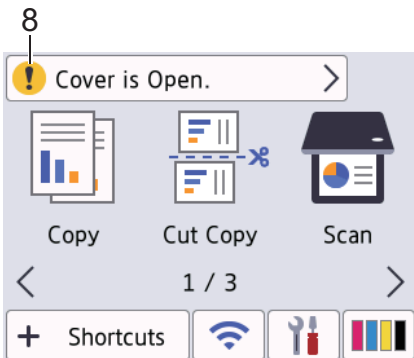 8
! Cover is Open.
Copy
Cut Copy
Scan
1 / 3
+ Shortcuts